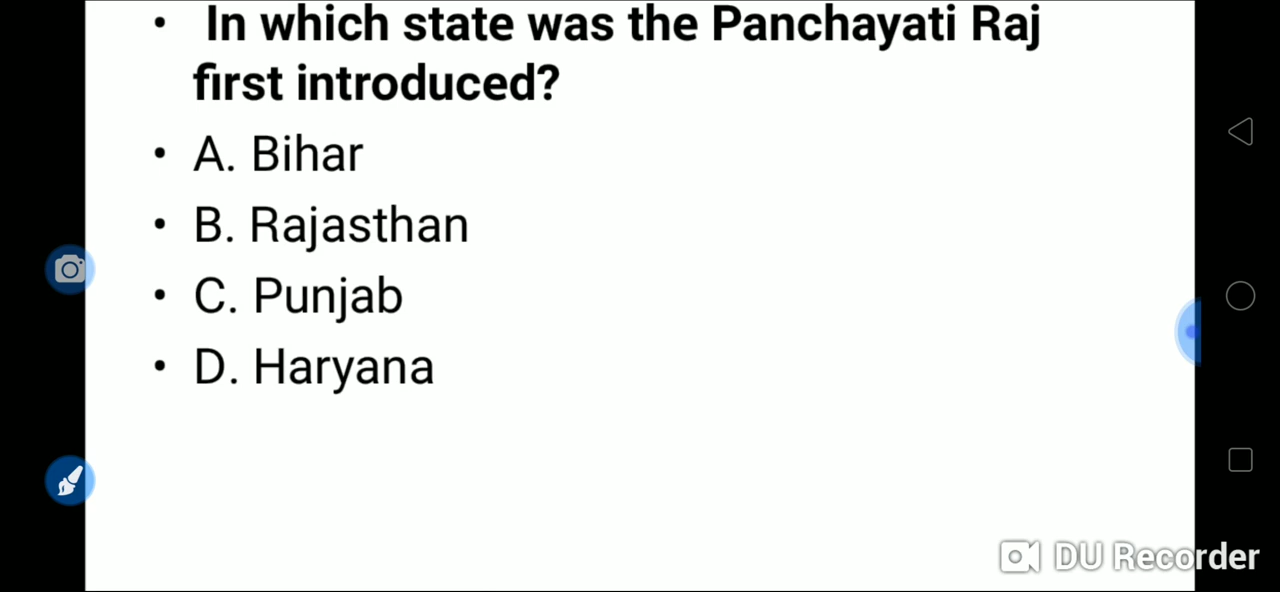 • In which state was the Panchayati Raj
first introduced?
• A. Bihar
• B. Rajasthan
• C. Punjab
• D. Haryana
DU Recorder